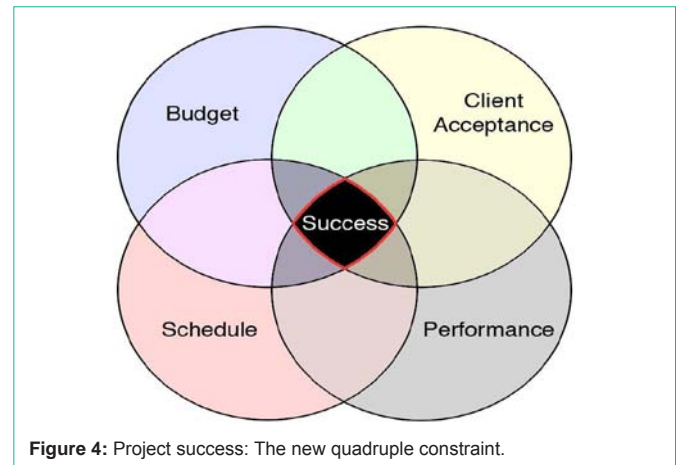 Budget
Client
Acceptance
Success
Schedule
Performance
Figure 4: Project success: The new quadruple constraint.